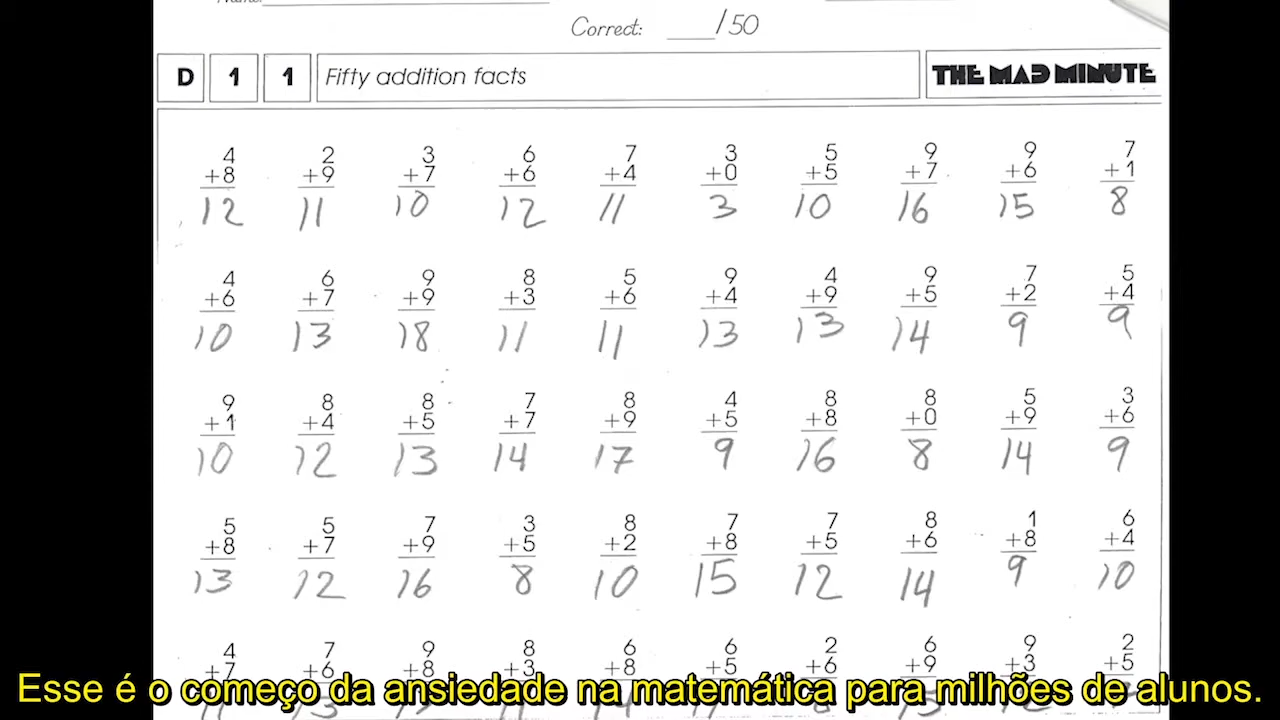 Correct: ____/50
D 1 1 Fifty addition facts THE MAD MINUTE
4 2 3 6 7 3 5 9 9 7
+8 +9 +7 +6 +4 +0 +5 +7 +6 +1
12 11 10 12 11 3 10 16 15 8
4 6 9 8 5 9 4 9 7 5
+6 +7 +9 +3 +6 +4 +9 +5 +2 +4
10 13 18 11 11 13 13 14 9 9
9 8 8 7 8 4 8 8 5 3
+1 +4 +5 +7 +9 +5 +8 +0 +9 +6
10 12 13 14 17 9 16 8 14 9
5 5 7 3 8 7 7 8 1 6
+8 +7 +9 +5 +2 +8 +5 +6 +8 +4
13 12 16 8 10 15 12 14 9 10
4 7 9 8 6 6 2 6 9 2
+7 +6 +8 +3 +8 +5 +6 +9 +3 +5
Esse é o começo da ansiedade na matemática para milhões de alunos.